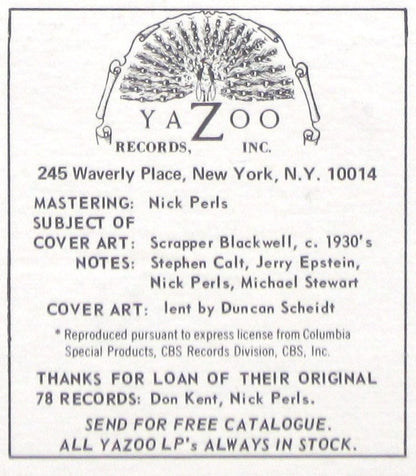 YAZOO
RECORDS, INC.
245 Waverly Place, New York, N.Y. 10014
MASTERING: Nick Perls
SUBJECT OF
COVER ART: Scrapper Blackwell, c. 1930's
NOTES: Stephen Calt, Jerry Epstein,
Nick Perls, Michael Stewart
COVER ART: lent by Duncan Scheidt
* Reproduced pursuant to express license from Columbia
Special Products, CBS Records Division, CBS, Inc.
THANKS FOR LOAN OF THEIR ORIGINAL
78 RECORDS: Don Kent, Nick Perls.
SEND FOR FREE CATALOGUE.
ALL YAZOO LP's ALWAYS IN STOCK.